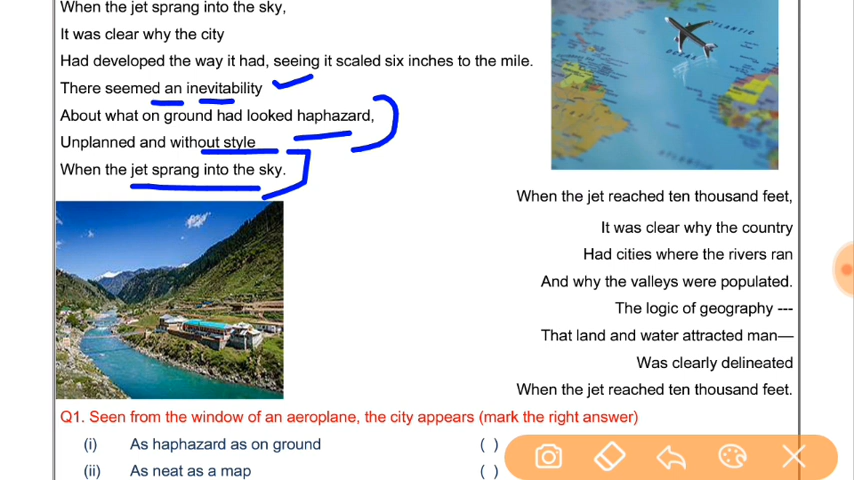 When the jet sprang into the sky,
It was clear why the city
Had developed the way it had, seeing it scaled six inches to the mile.
There seemed an inevitability
About what on ground had looked haphazard,
Unplanned and without style
When the jet sprang into the sky.
ATLANTIC
OCEAN
When the jet reached ten thousand feet,
It was clear why the country
Had cities where the rivers ran
And why the valleys were populated.
The logic of geography ---
That land and water attracted man—
Was clearly delineated
When the jet reached ten thousand feet.
Q1. Seen from the window of an aeroplane, the city appears (mark the right answer)
(i) As haphazard as on ground ( )
(ii) As neat as a map ( )